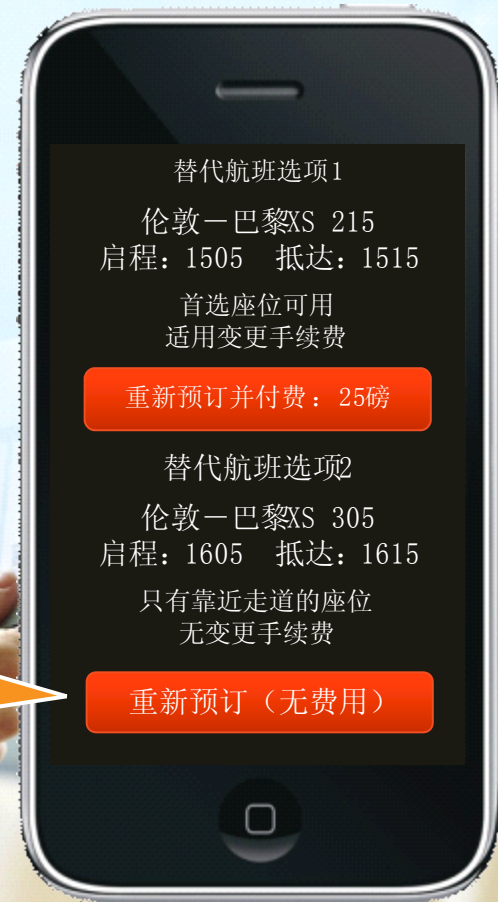 替代航班选项1
伦敦－巴黎XS 215
启程：1505 抵达：1515
首选座位可用
适用变更手续费
重新预订并付费：25磅
替代航班选项2
伦敦－巴黎XS 305
启程：1605 抵达：1615
只有靠近走道的座位
无变更手续费
重新预订（无费用）